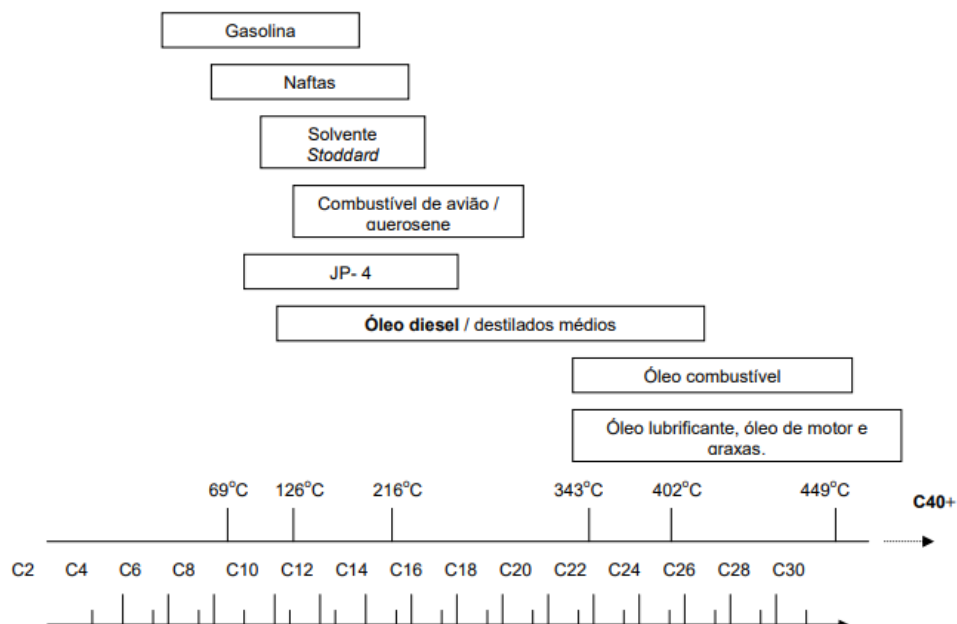 Gasolina
Naftas
Solvente
Stoddard
Combustível de avião /
querosene
JP- 4
Óleo diesel / destilados médios
Óleo combustível
Óleo lubrificante, óleo de motor e
graxas.
69°C 126°C 216°C 343°C 402°C 449°C
C40+
C2 C4 C6 C8 C10 C12 C14 C16 C18 C20 C22 C24 C26 C28 C30